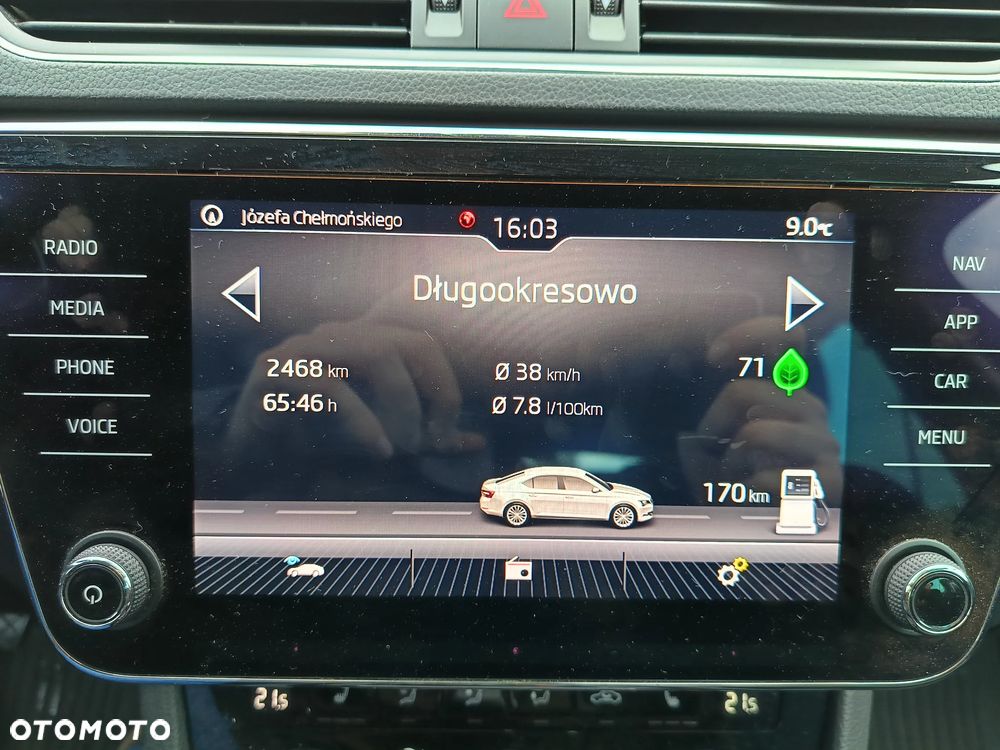 Józefa Chełmońskiego
16:03
9.0°C
RADIO
NAV
Długookresowo
MEDIA
APP
2468 km
Ø 38 km/h
71
PHONE
CAR
65:46 h
Ø 7.8 l/100km
VOICE
MENU
170 km
OTOMOTO